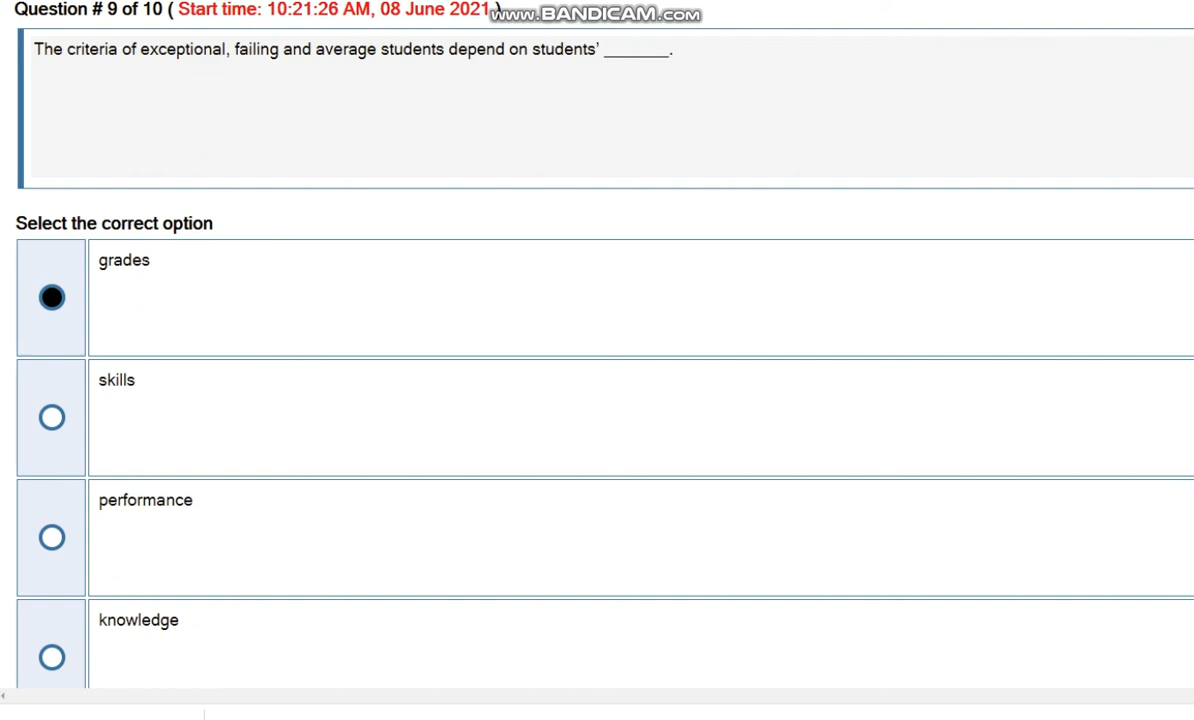 Question # 9 of 10 ( Start time: 10:21:26 AM, 08 June 2021 )
www.BANDICAM.com
The criteria of exceptional, failing and average students depend on students’ _______.
Select the correct option
grades
skills
performance
knowledge